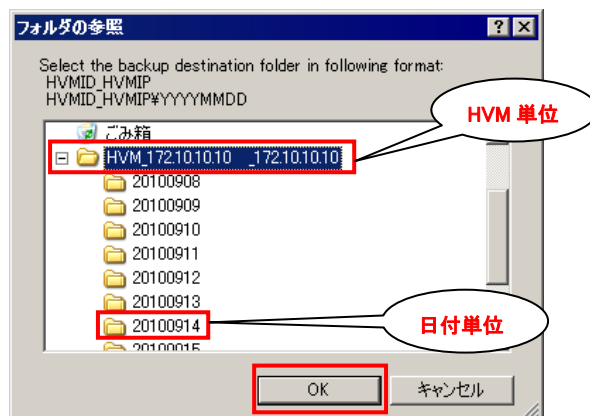 フォルダの参照
Select the backup destination folder in following format:
HVMID_HVMIP
HVMID_HVMIP¥YYYYMMDD
HVM 単位
ごみ箱
HVM_172.10.10.10 _172.10.10.10
20100908
20100909
20100910
20100911
20100912
20100913
20100914
日付単位
20100915
OK
キャンセル